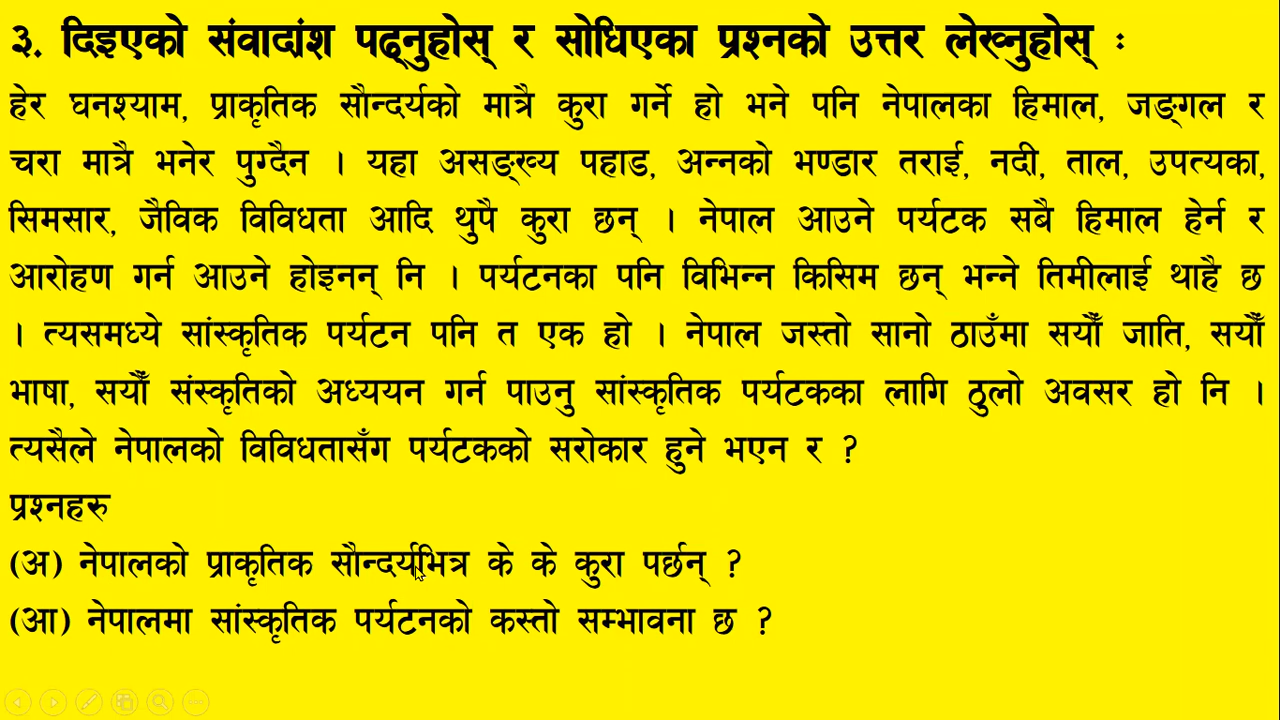 ३. दिइएको संवादांश पढ्नुहोस् र सोधिएका प्रश्नको उत्तर लेख्नुहोस् :
हेर घनश्याम, प्राकृतिक सौन्दर्यको मात्रै कुरा गर्ने हो भने पनि नेपालका हिमाल, जङ्गल र
चरा मात्रै भनेर पुग्दैन । यहा असङ्ख्य पहाड, अन्नको भण्डार तराई, नदी, ताल, उपत्यका,
सिमसार, जैविक विविधता आदि थुपै कुरा छन् । नेपाल आउने पर्यटक सबै हिमाल हेर्न र
आरोहण गर्न आउने होइनन् नि । पर्यटनका पनि विभिन्न किसिम छन् भन्ने तिमीलाई थाहै छ
। त्यसमध्ये सांस्कृतिक पर्यटन पनि त एक हो । नेपाल जस्तो सानो ठाउँमा सयौँ जाति, सयौँ
भाषा, सयौँ संस्कृतिको अध्ययन गर्न पाउनु सांस्कृतिक पर्यटकका लागि ठुलो अवसर हो नि ।
त्यसैले नेपालको विविधतासँग पर्यटकको सरोकार हुने भएन र ?
प्रश्नहरु
(अ) नेपालको प्राकृतिक सौन्दर्यभित्र के के कुरा पर्छन् ?
(आ) नेपालमा सांस्कृतिक पर्यटनको कस्तो सम्भावना छ ?